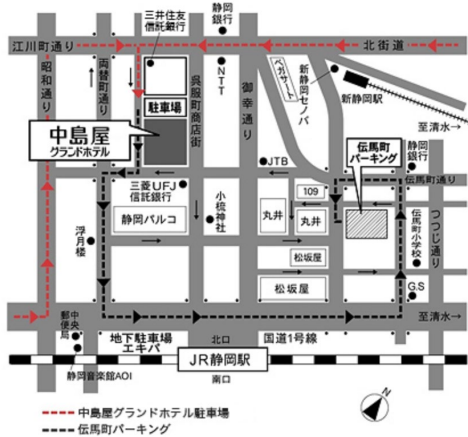 三井住友
信託銀行
静岡
銀行
江川町通り
北街道
昭和通り
両替町通り
呉服町商店街
NTT
御幸通り
ペガサート
新静岡セノバ
新静岡駅
至清水→
駐車場
中島屋
グランドホテル
JTB
伝馬町
パーキング
静岡
銀行
伝馬町通り
三菱UFJ
信託銀行
109
静岡パルコ
小梳神社
丸井
丸井
伝馬町小学校
つつじ通り
浮月楼
松坂屋
松坂屋
G.S
中央
郵便局
地下駐車場
エキパ
北口
国道1号線
至清水→
JR静岡駅
静岡音楽館AOI
南口
N
中島屋グランドホテル駐車場
伝馬町パーキング